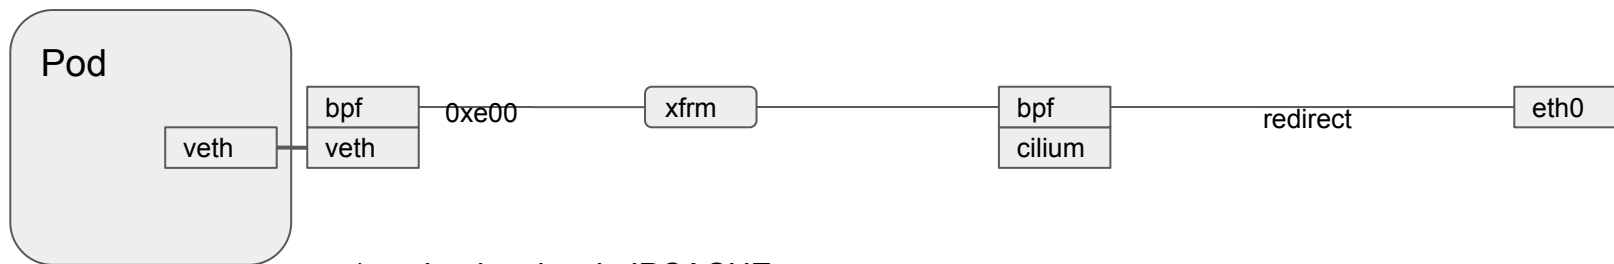 Pod
bpf
0xe00
xfrm
bpf
redirect
eth0
veth
veth
cilium